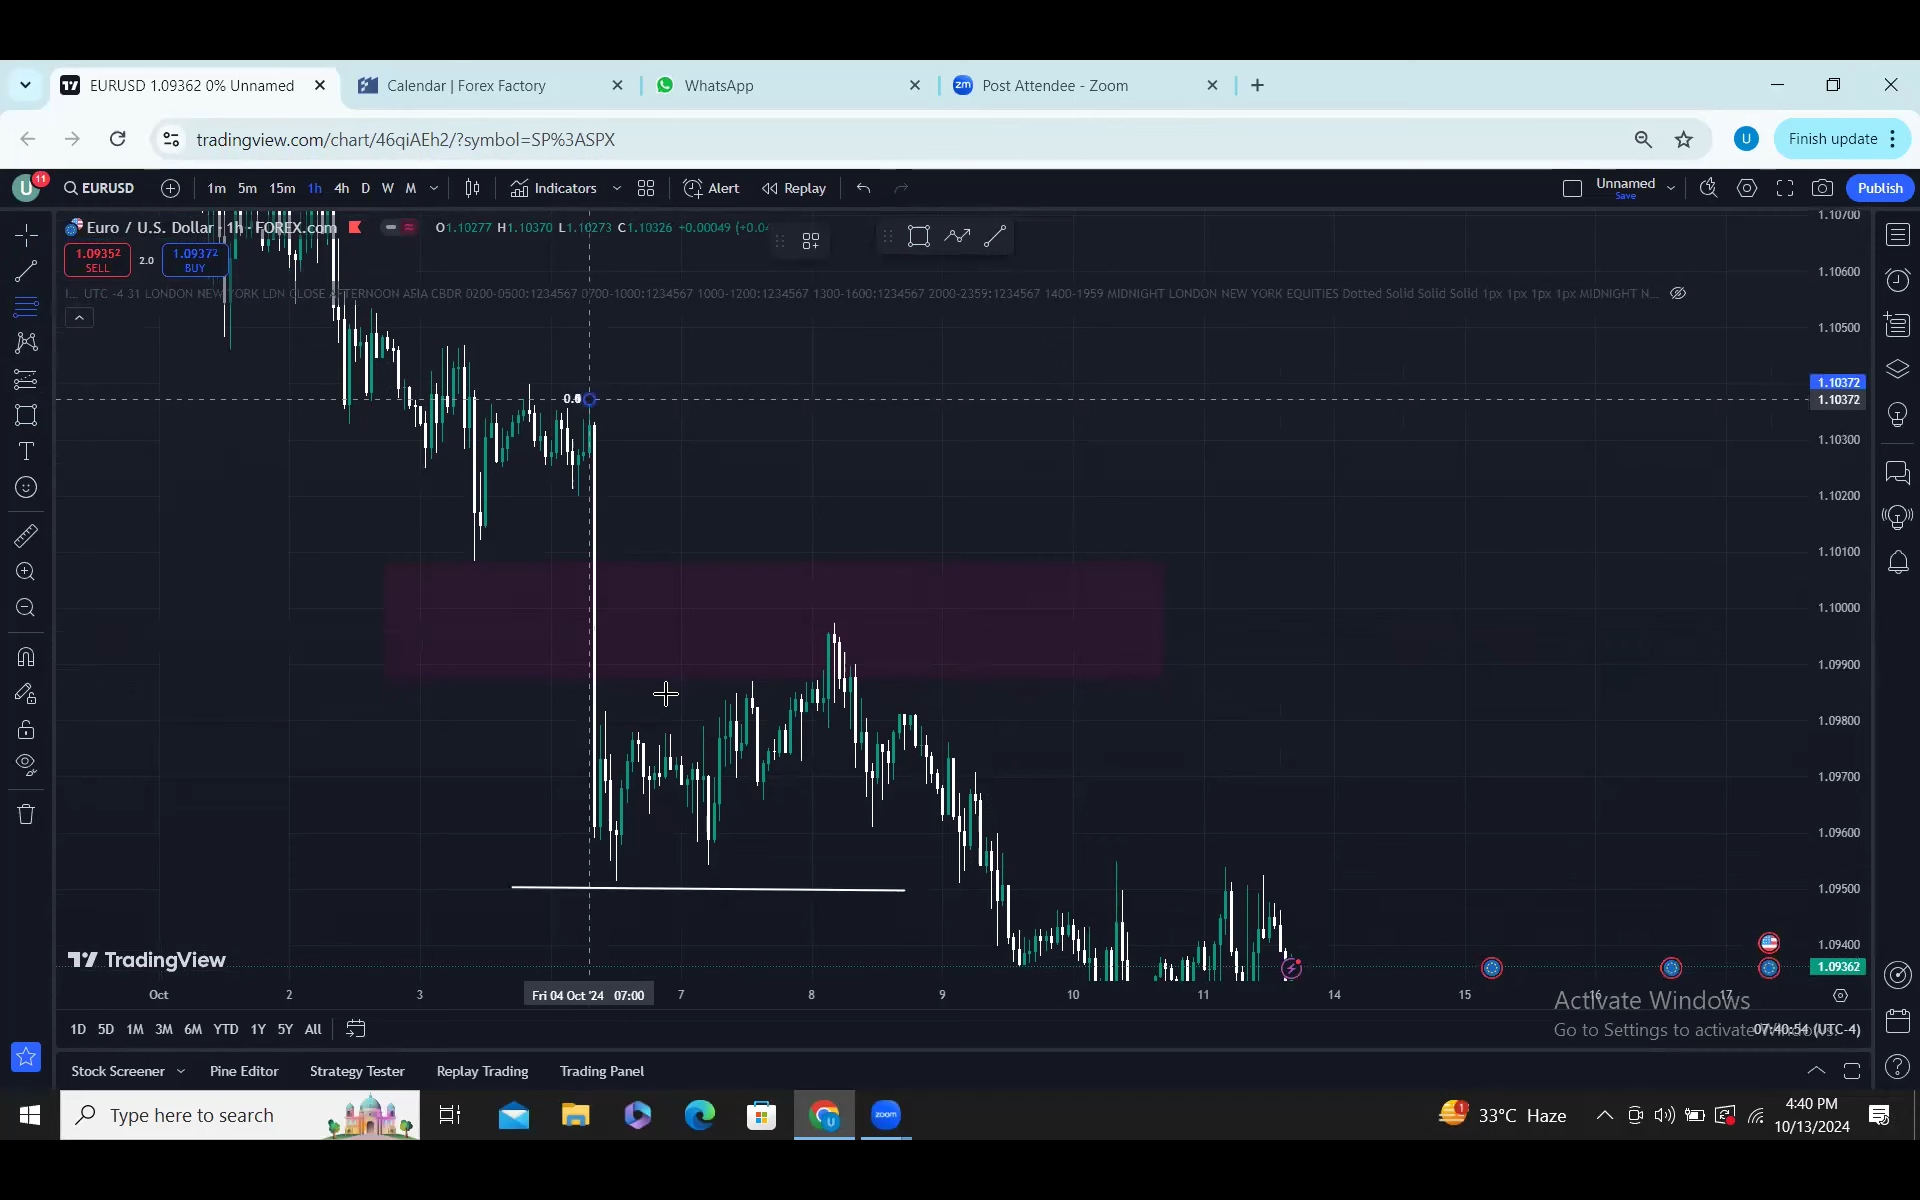 EURUSD 1.09362 0% Unnamed
Calendar | Forex Factory
WhatsApp
zm Post Attendee - Zoom
tradingview.com/chart/46qiAEh2/?symbol=SP%3ASPX
U
Finish update
U 11
EURUSD
1m 5m 15m 1h 4h D W M
Indicators
Alert
Replay
Unnamed
Save
Publish
Euro / U.S. Dollar · 1h · FOREX.com
O1.10277 H1.10370 L1.10273 C1.10326 +0.00049
1.09352
SELL
2.0
1.09372
BUY
I... UTC -4 31 LONDON NEW YORK LDN CLOSE AFTERNOON ASIA CBDR 0200-0500:1234567 0700-1000:1234567 1000-1200:1234567 1300-1600:1234567 2000-2359:1234567 1400-1959 MIDNIGHT LONDON NEW YORK EQUITIES Dotted Solid Solid Solid 1px 1px 1px 1px MIDNIGHT N...
1.10700
1.10600
1.10500
1.10372
1.10372
1.10300
1.10200
1.10100
1.10000
1.09900
1.09800
1.09700
1.09600
1.09500
1.09400
1.09362
TradingView
Oct 2 3 Fri 04 Oct '24 07:00 7 8 9 10 11 14 15 16 17
Activate Windows
Go to Settings to activate Windows.
1D 5D 1M 3M 6M YTD 1Y 5Y All
07:40:54 (UTC-4)
Stock Screener
Pine Editor
Strategy Tester
Replay Trading
Trading Panel
Type here to search
zoom
1
33°C Haze
4:40 PM
10/13/2024